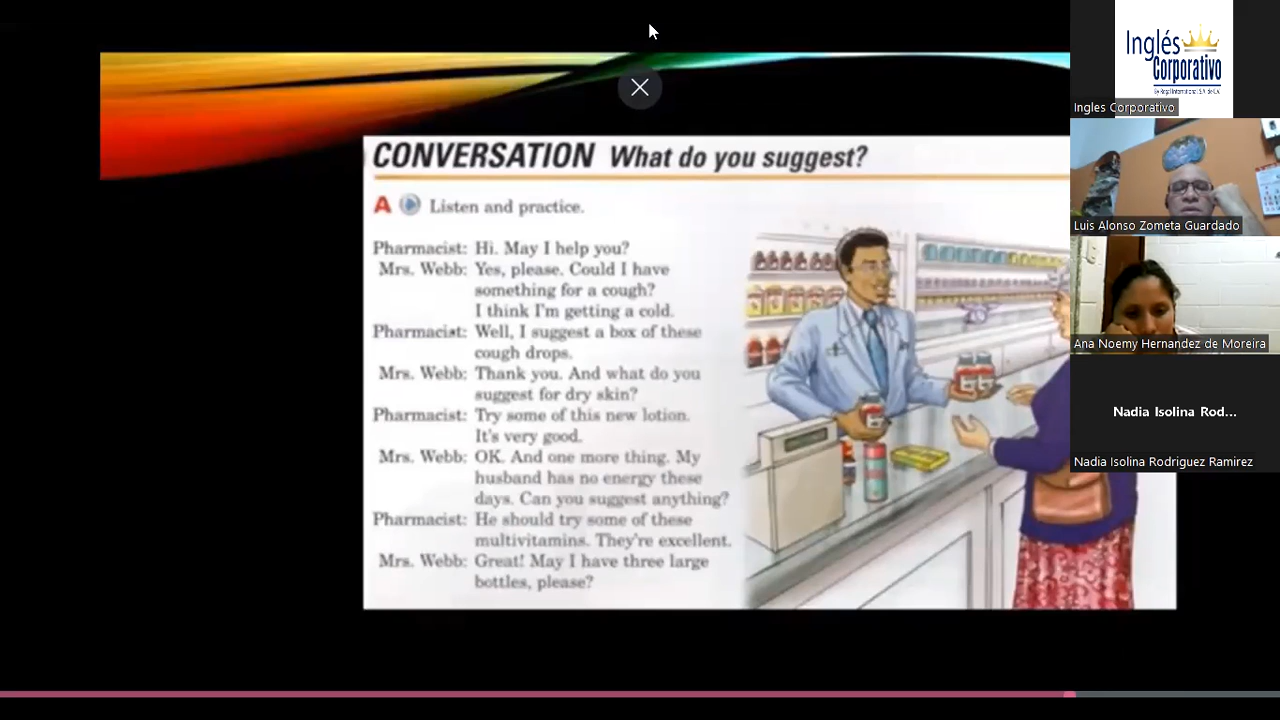 CONVERSATION What do you suggest?
A Listen and practice.
Pharmacist: Hi. May I help you?
Mrs. Webb: Yes, please. Could I have
something for a cough?
I think I'm getting a cold.
Pharmacist: Well, I suggest a box of these
cough drops.
Mrs. Webb: Thank you. And what do you
suggest for dry skin?
Pharmacist: Try some of this new lotion.
It's very good.
Mrs. Webb: OK. And one more thing. My
husband has no energy these
days. Can you suggest anything?
Pharmacist: He should try some of these
multivitamins. They're excellent.
Mrs. Webb: Great! May I have three large
bottles, please?
Inglés
Corporativo
Ingles Corporativo
Luis Alonso Zometa Guardado
Ana Noemy Hernandez de Moreira
Nadia Isolina Rod...
Nadia Isolina Rodriguez Ramirez